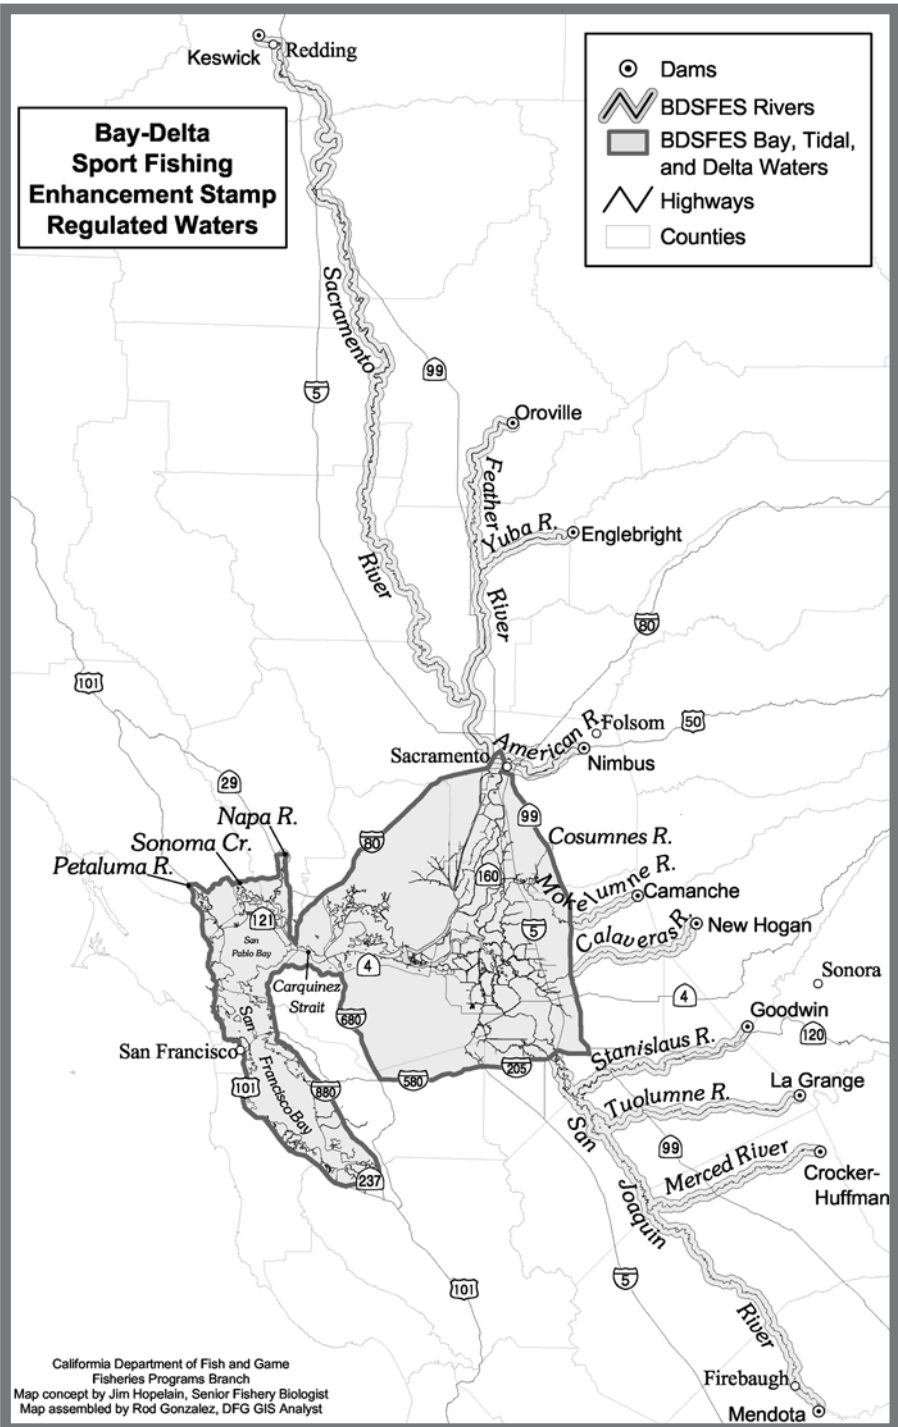 Keswick
Redding
Dams
BDSFES Rivers
BDSFES Bay, Tidal,
and Delta Waters
Highways
Counties
Bay-Delta
Sport Fishing
Enhancement Stamp
Regulated Waters
Sacramento
99
5
Oroville
Feather
Yuba R.
Englebright
River
River
80
101
American R.
Folsom
50
Sacramento
Nimbus
29
99
Napa R.
80
Cosumnes R.
Sonoma Cr.
Petaluma R.
160
Mokelumne R.
Camanche
121
5
Calaveras R.
New Hogan
San
Pablo Bay
4
Carquinez
Strait
Sonora
4
680
Goodwin
120
San
Francisco Bay
San Francisco
Stanislaus R.
205
580
101
880
La Grange
Tuolumne R.
San
99
Merced River
Crocker-
Huffman
237
Joaquin
5
101
River
California Department of Fish and Game
Fisheries Programs Branch
Map concept by Jim Hopelain, Senior Fishery Biologist
Map assembled by Rod Gonzalez, DFG GIS Analyst
Firebaugh
Mendota